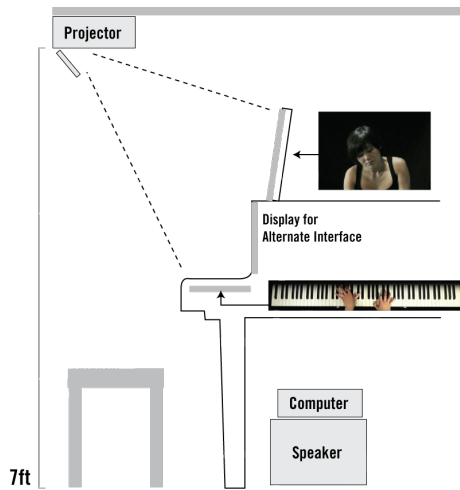 Projector
Display for
Alternate Interface
Computer
Speaker
7ft